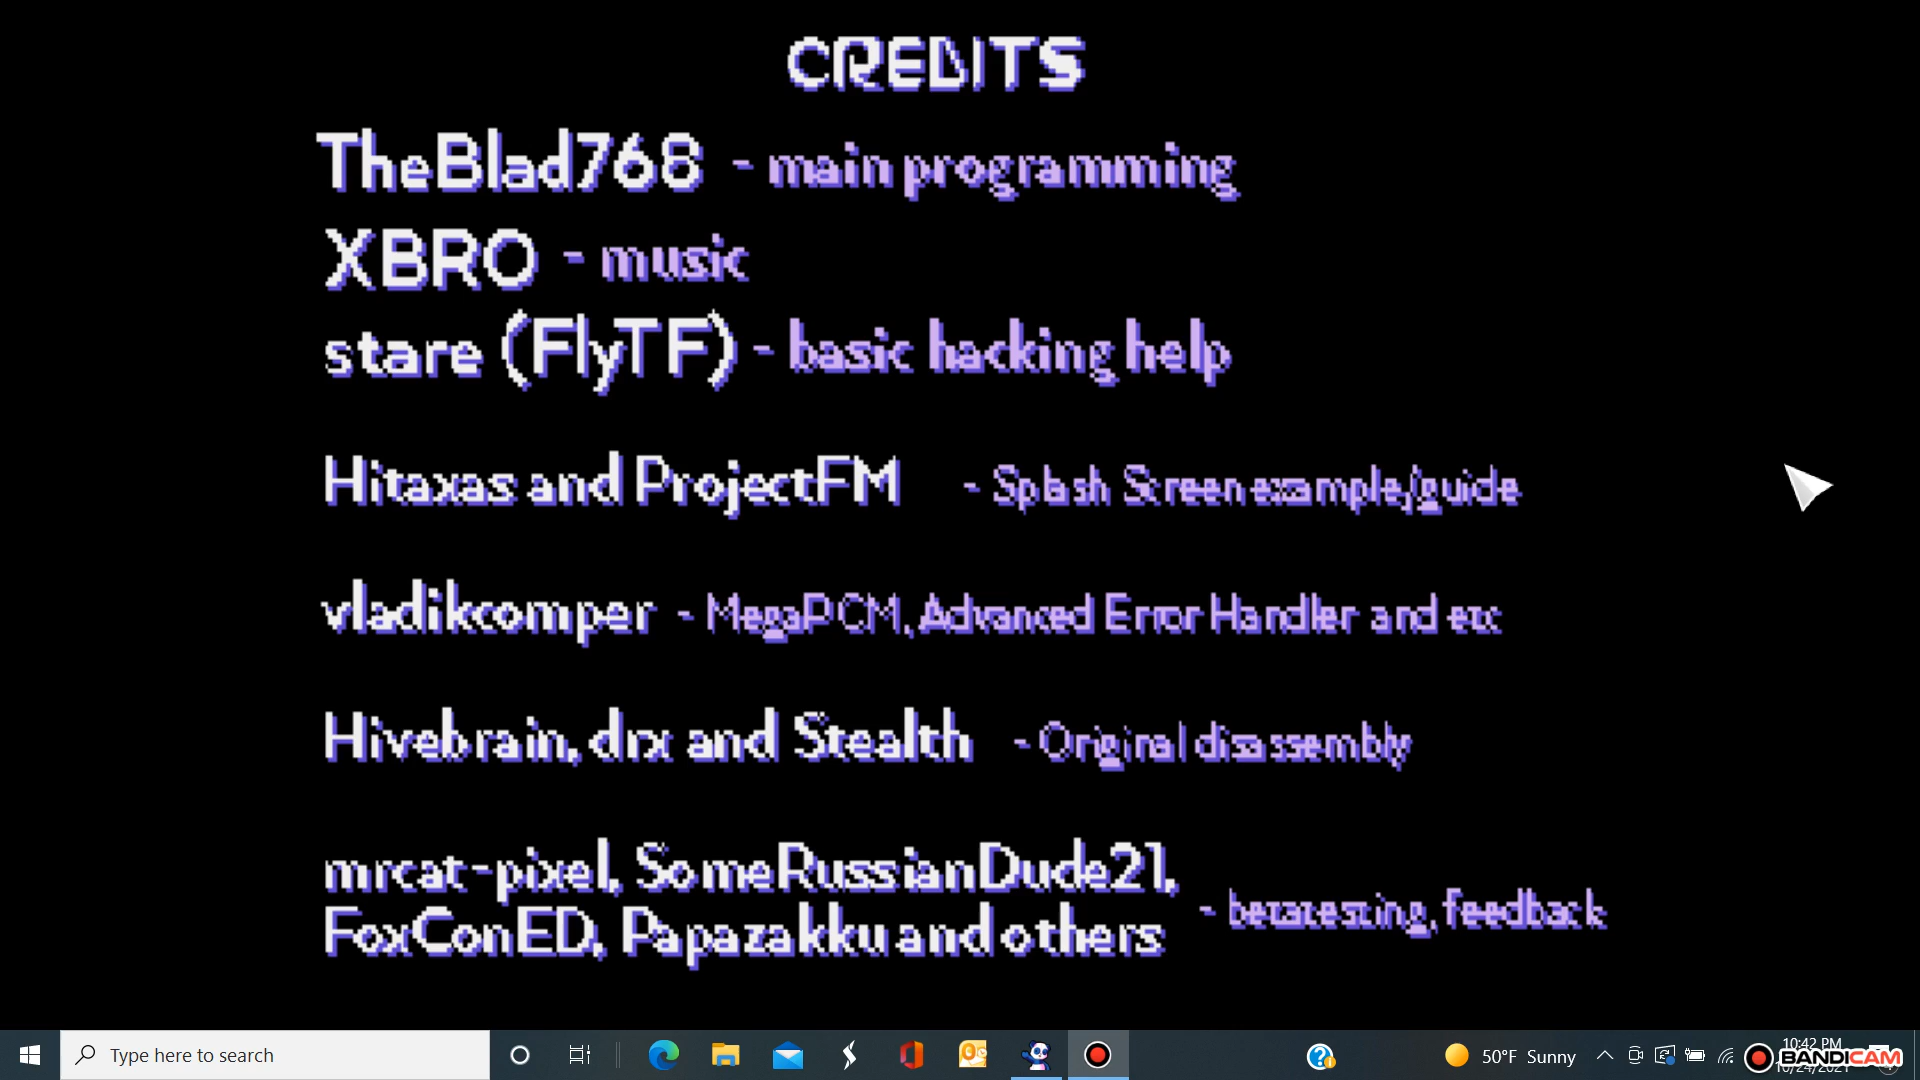 CREDITS
TheBlad768 - main programming
XBRO - music
stare (FlyTF) - basic hacking help
Hitaxas and ProjectFM - Splash Screen example/guide
vladikcomper - MegaPCM, Advanced Error Handler and etc
Hivebrain, drx and Stealth - Original disassembly
mrcat-pixel, SomeRussianDude21,
FoxConED, Papazakku and others - betatesting, feedback
Type here to search
50°F Sunny
10:42 PM
BANDICAM